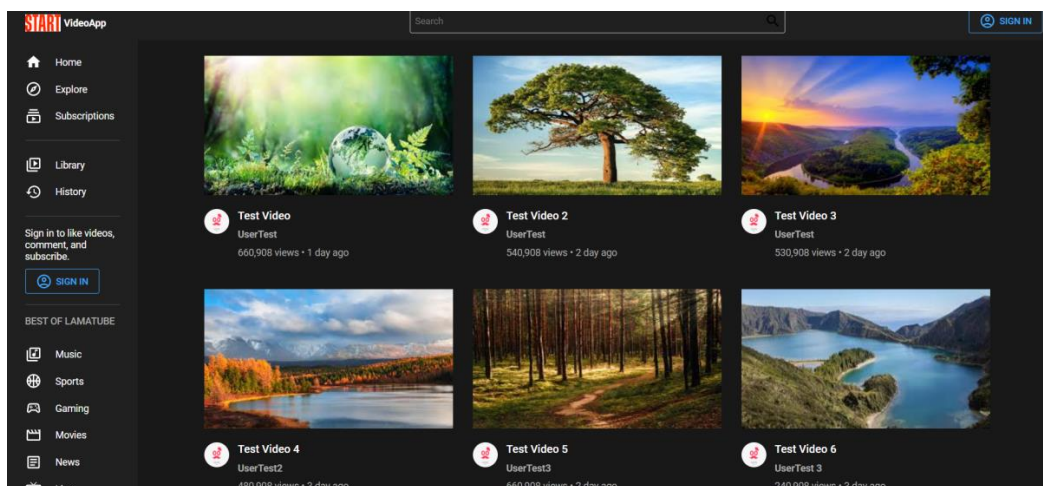 START VideoApp
Search
SIGN IN
Home
Explore
Subscriptions
Library
History
Sign in to like videos,
comment, and
subscribe.
SIGN IN
BEST OF LAMATUBE
Music
Sports
Gaming
Movies
News
Test Video
UserTest
660,908 views • 1 day ago
Test Video 2
UserTest
540,908 views • 2 day ago
Test Video 3
UserTest
530,908 views • 2 day ago
Test Video 4
UserTest2
Test Video 5
UserTest3
Test Video 6
UserTest 3